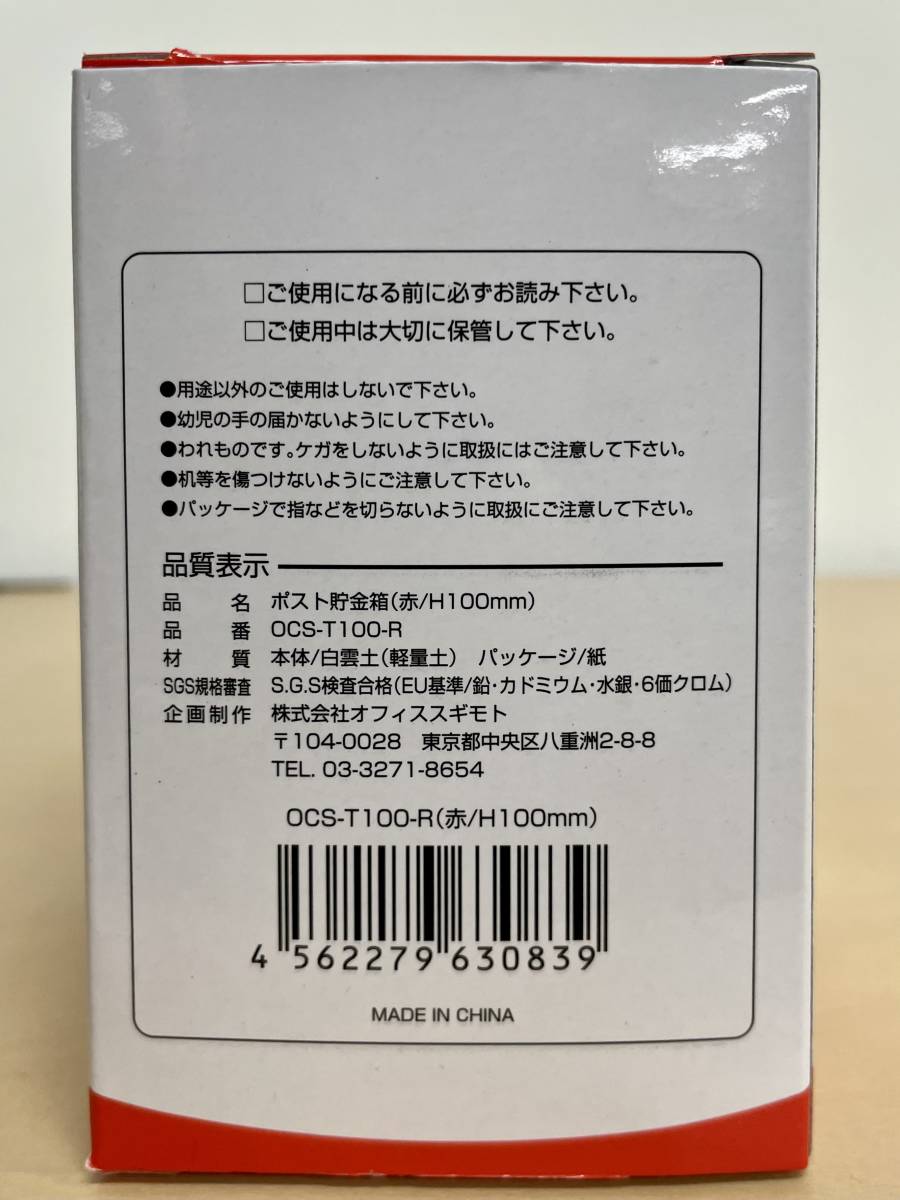 □ご使用になる前に必ずお読み下さい。
□ご使用中は大切に保管して下さい。
●用途以外のご使用はしないで下さい。
●幼児の手の届かないようにして下さい。
●われものです。ケガをしないように取扱にはご注意して下さい。
●机等を傷つけないようにご注意して下さい。
●パッケージで指などを切らないように取扱にご注意して下さい。
品質表示
品 名 ポスト貯金箱(赤/H100mm)
品 番 OCS-T100-R
材 質 本体/白雲土(軽量土) パッケージ/紙
SGS規格審査 S.G.S検査合格(EU基準/鉛・カドミウム・水銀・6価クロム)
企画制作 株式会社オフィススギモト
〒104-0028 東京都中央区八重洲2-8-8
TEL. 03-3271-8654
OCS-T100-R(赤/H100mm)
4 562279 630839
MADE IN CHINA